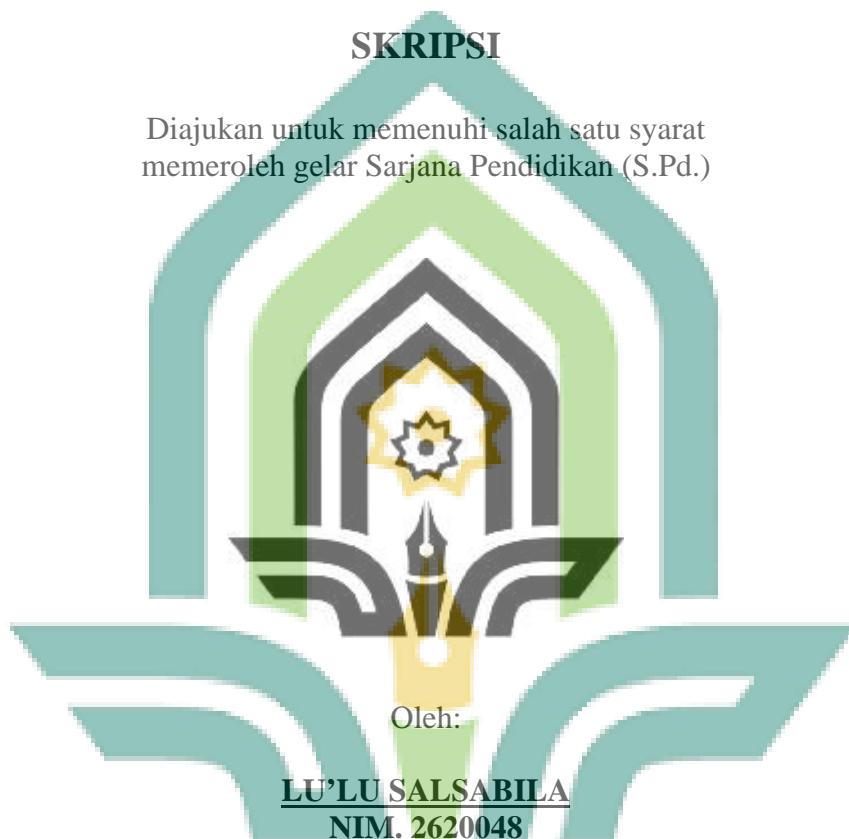 SKRIPSI
Diajukan untuk memenuhi salah satu syarat
memeroleh gelar Sarjana Pendidikan (S.Pd.)
Oleh:
LU’LU SALSABILA
NIM. 2620048